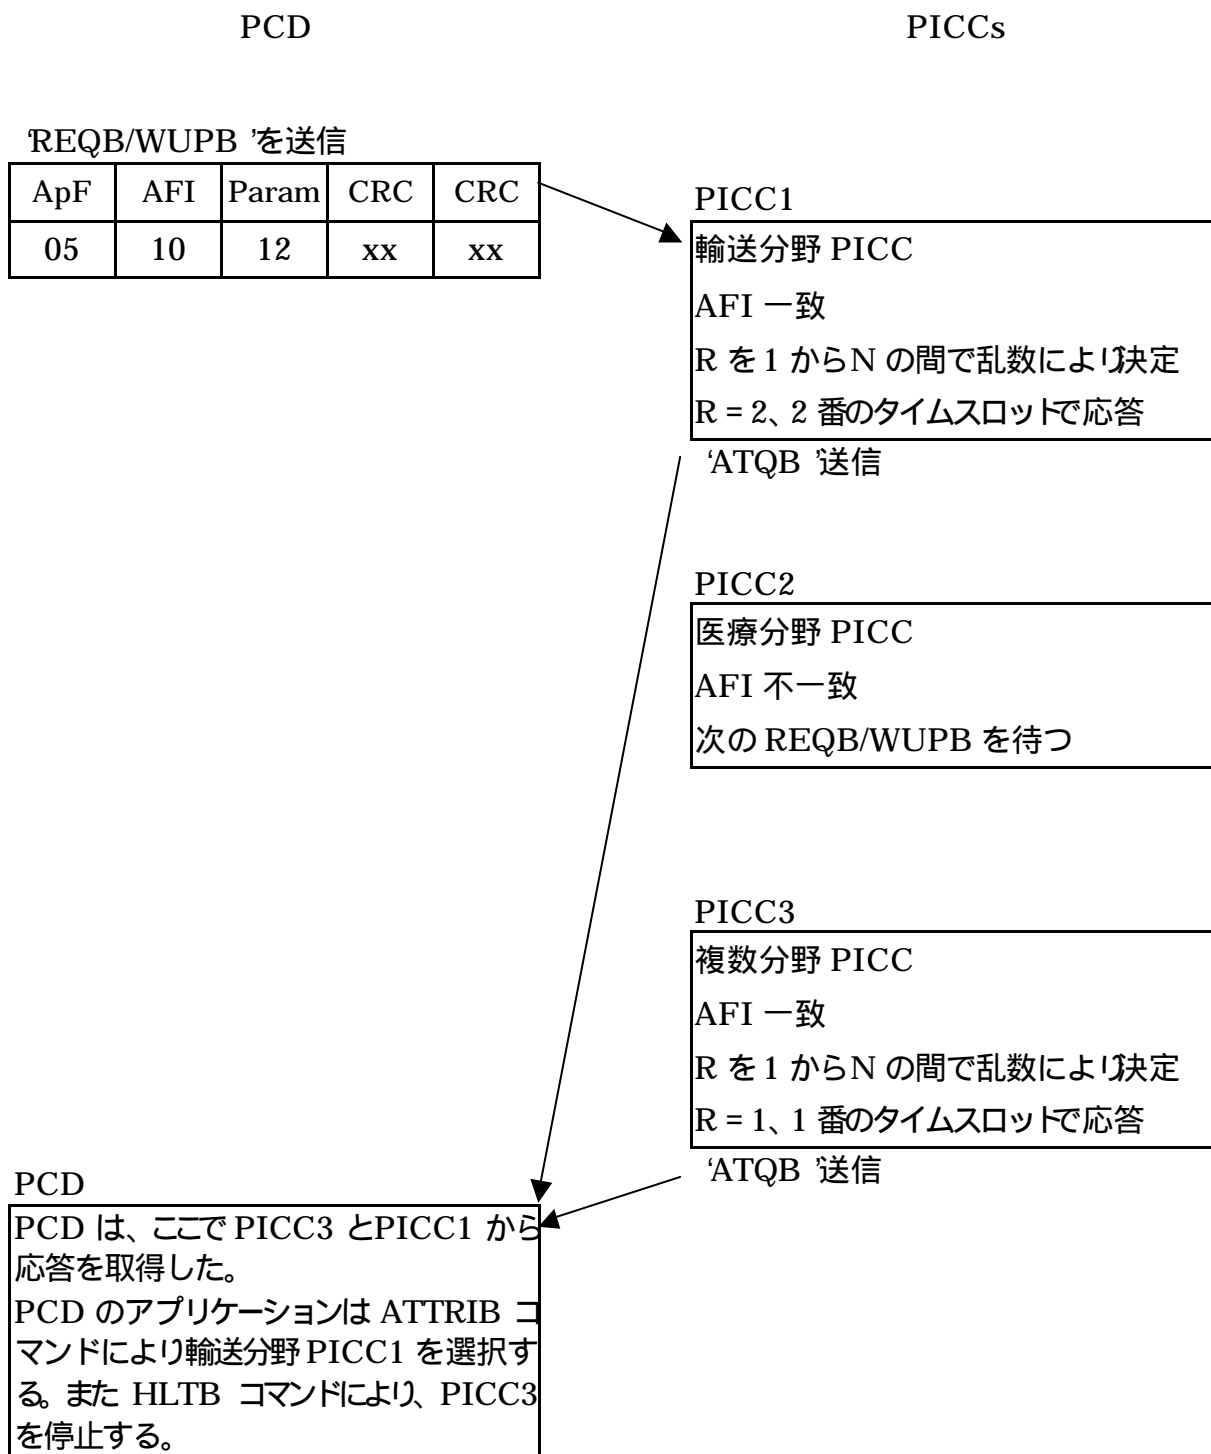 PCD
PICCs
‘REQB/WUPB ’を送信
ApF AFI Param CRC CRC
05 10 12 xx xx
PICC1
輸送分野 PICC
AFI 一致
R を 1 から N の間で乱数により決定
R = 2、2 番のタイムスロットで応答
‘ATQB ’送信
PICC2
医療分野 PICC
AFI 不一致
次の REQB/WUPB を待つ
PICC3
複数分野 PICC
AFI 一致
R を 1 から N の間で乱数により決定
R = 1、1 番のタイムスロットで応答
‘ATQB ’送信
PCD
PCD は、ここで PICC3 とPICC1 から
応答を取得した。
PCD のアプリケーションは ATTRIB コ
マンドにより輸送分野 PICC1 を選択す
る。また HLTB コマンドにより、PICC3
を停止する。